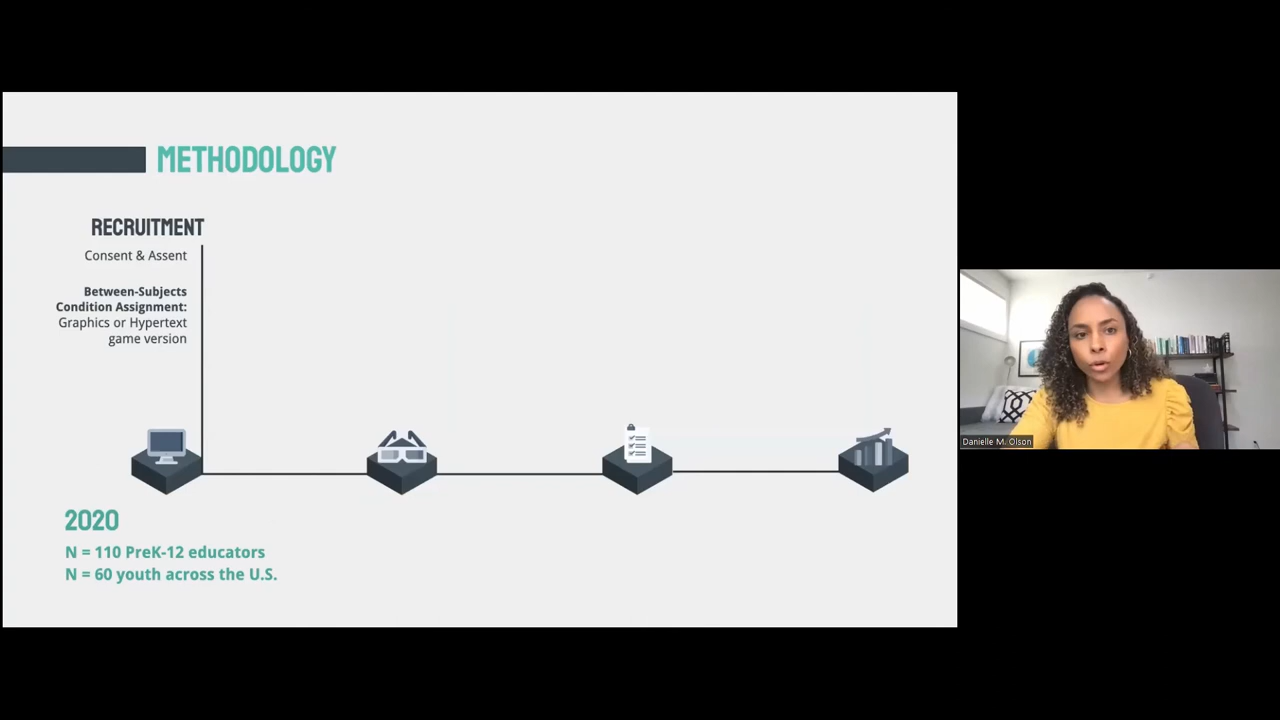 METHODOLOGY
RECRUITMENT
Consent & Assent
Between-Subjects
Condition Assignment:
Graphics or Hypertext
game version
2020
N = 110 PreK-12 educators
N = 60 youth across the U.S.
Danielle M. Olson